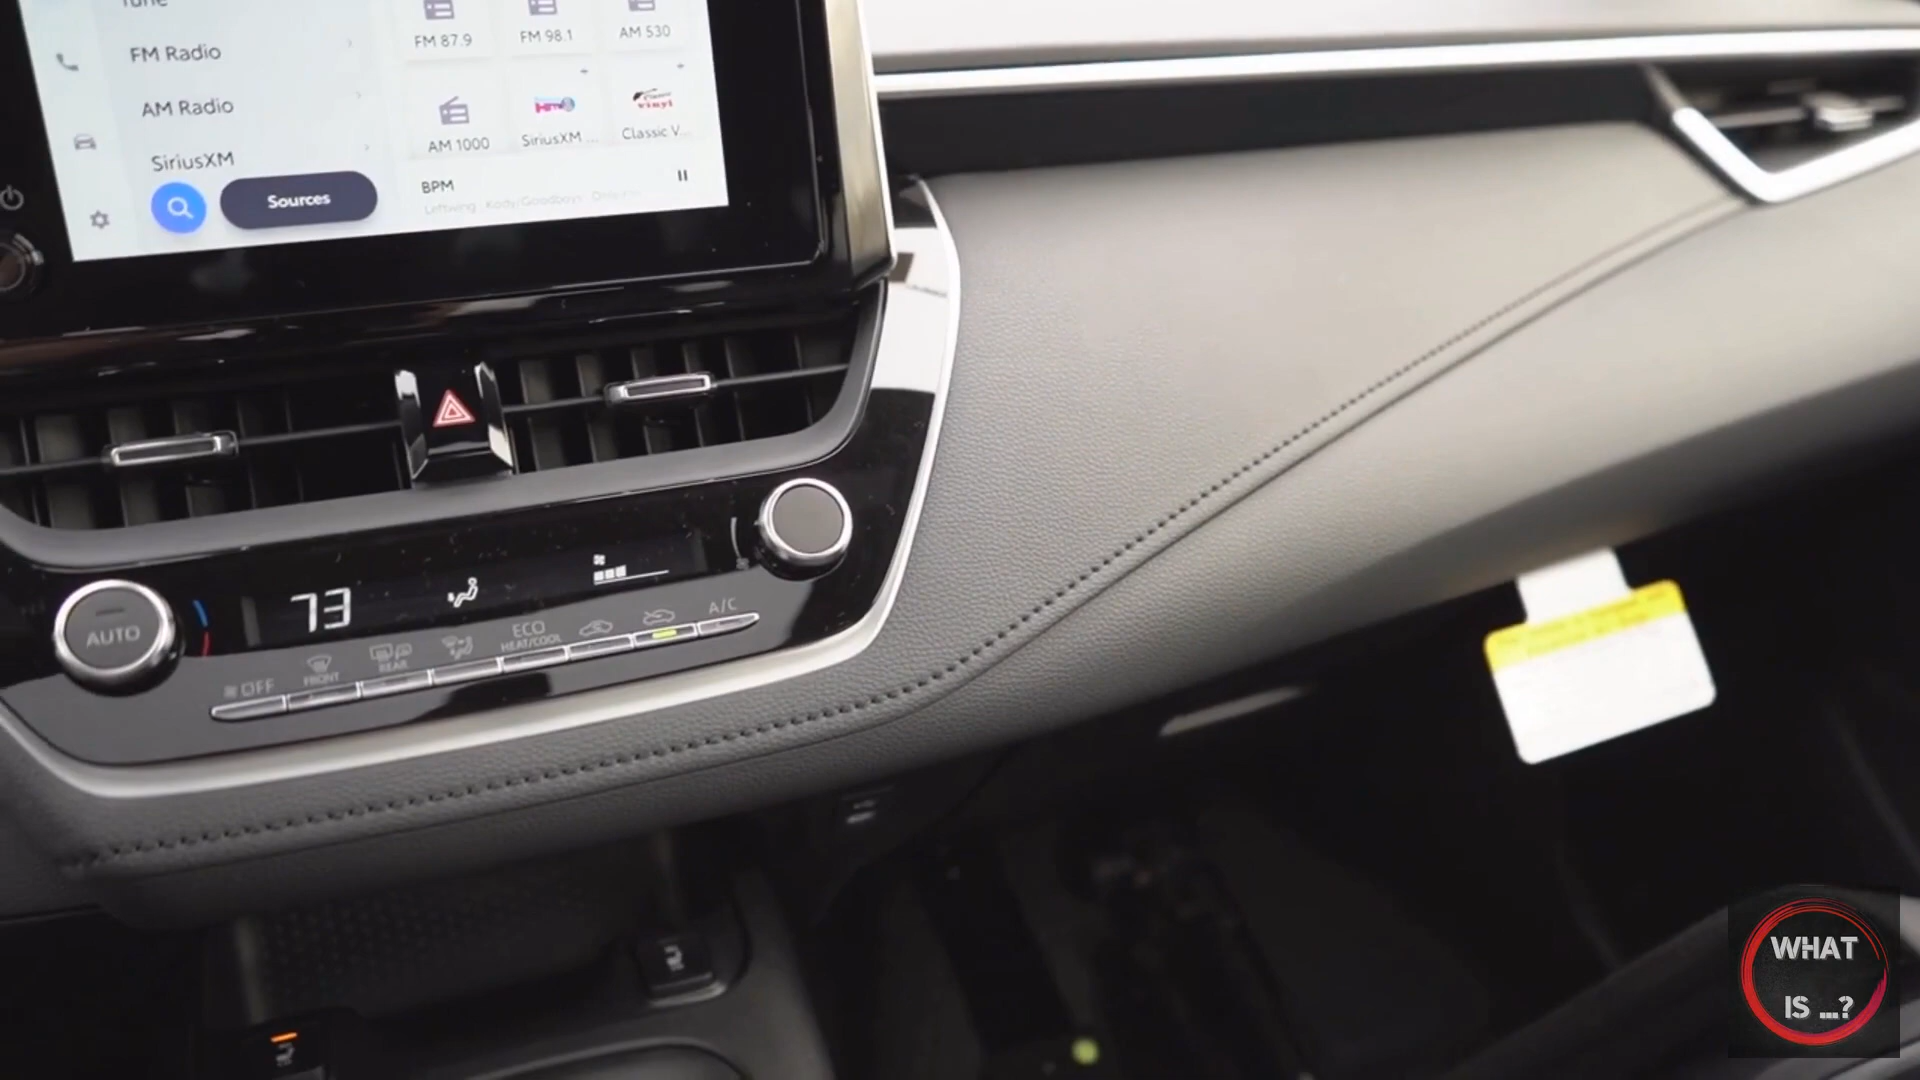 FM Radio
AM Radio
SiriusXM
Sources
FM 87.9
FM 98.1
AM 530
AM 1000
SiriusXM ...
vinyl
Classic V...
BPM
AUTO
73
OFF
FRONT
REAR
ECO
HEAT/COOL
A/C
WHAT
IS ...?